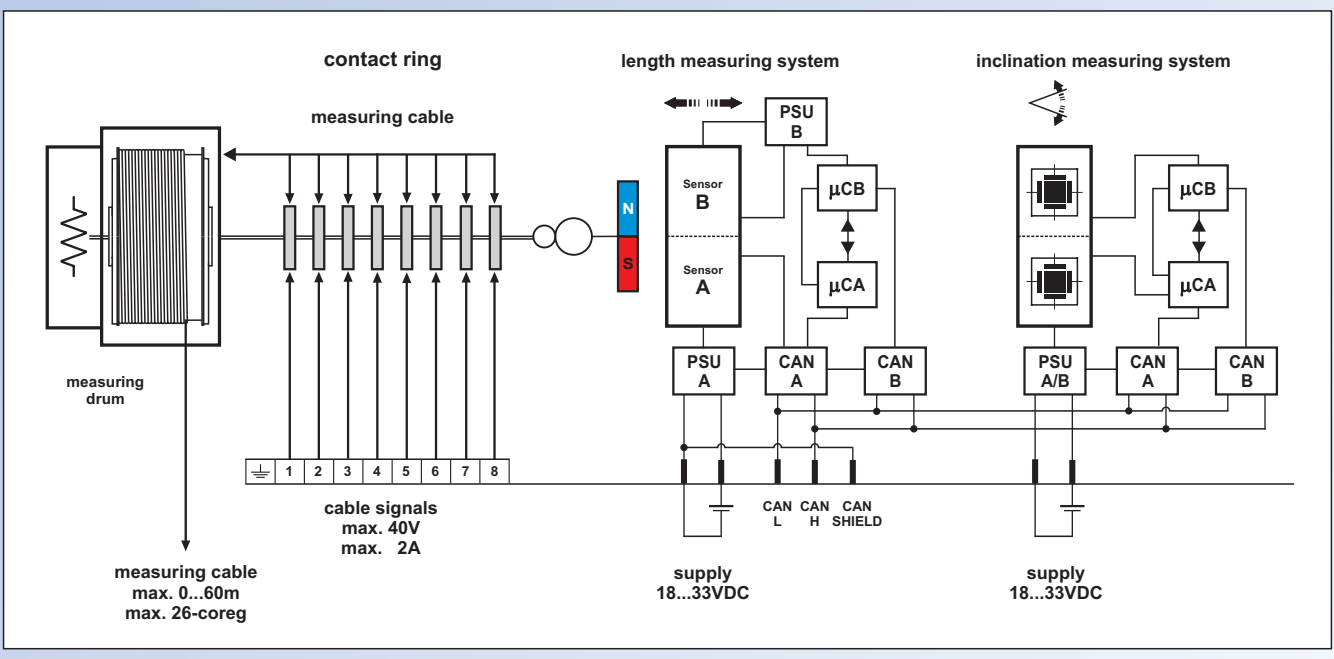 contact ring
length measuring system
inclination measuring system
measuring cable
PSU
B
Sensor
B
Sensor
A
µCB
µCA
N
S
µCB
µCA
PSU
A
CAN
A
CAN
B
PSU
A/B
CAN
A
CAN
B
measuring
drum
1 2 3 4 5 6 7 8
cable signals
max. 40V
max. 2A
CAN
L
CAN
H
CAN
SHIELD
measuring cable
max. 0...60m
max. 26-coreg
supply
18...33VDC
supply
18...33VDC